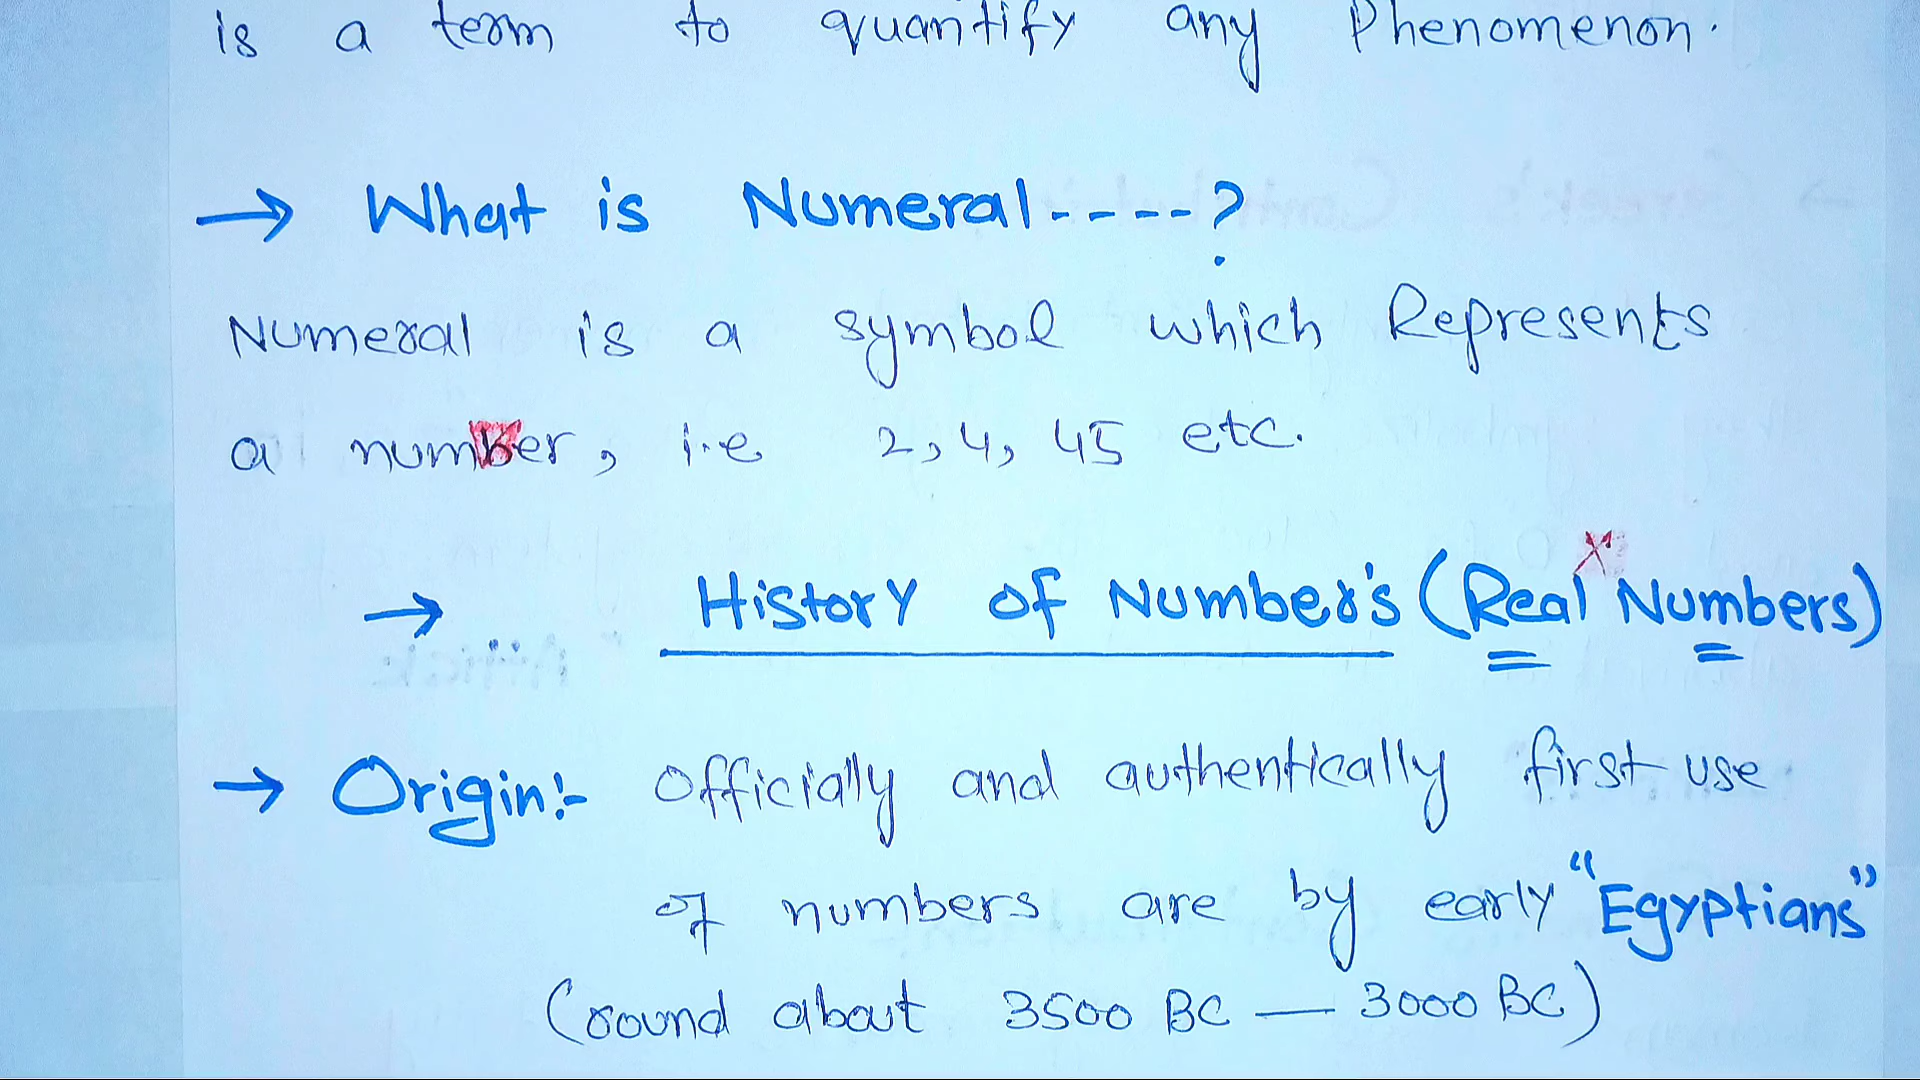 is a term to quantify any Phenomenon.
→ What is Numeral----?
Numeral is a symbol which Represents
a number, i.e 2, 4, 45 etc.
→ History of Number's (Real Numbers)
→ Origin:- Officially and authentically first use
of numbers are by early "Egyptians"
(round about 3500 BC — 3000 BC)